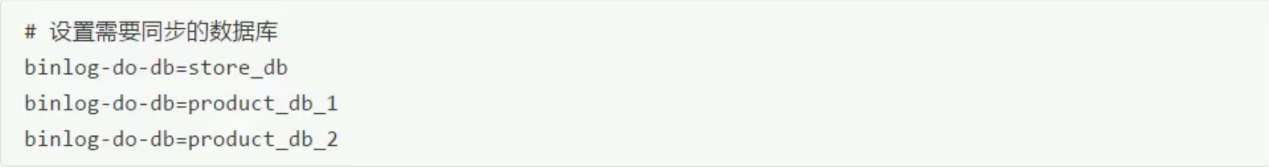 # 设置需要同步的数据库
binlog-do-db=store_db
binlog-do-db=product_db_1
binlog-do-db=product_db_2